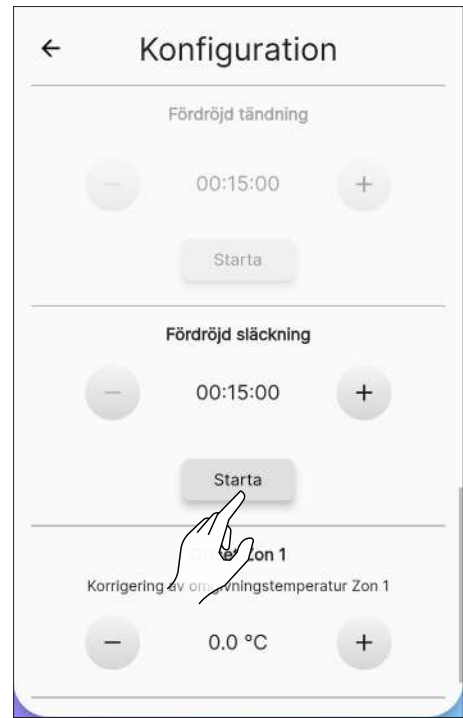 Konfiguration
Fördröjd tändning
00:15:00
Starta
Fördröjd släckning
00:15:00
Starta
Zon 1
Korrigering av omgivningstemperatur Zon 1
0.0 °C